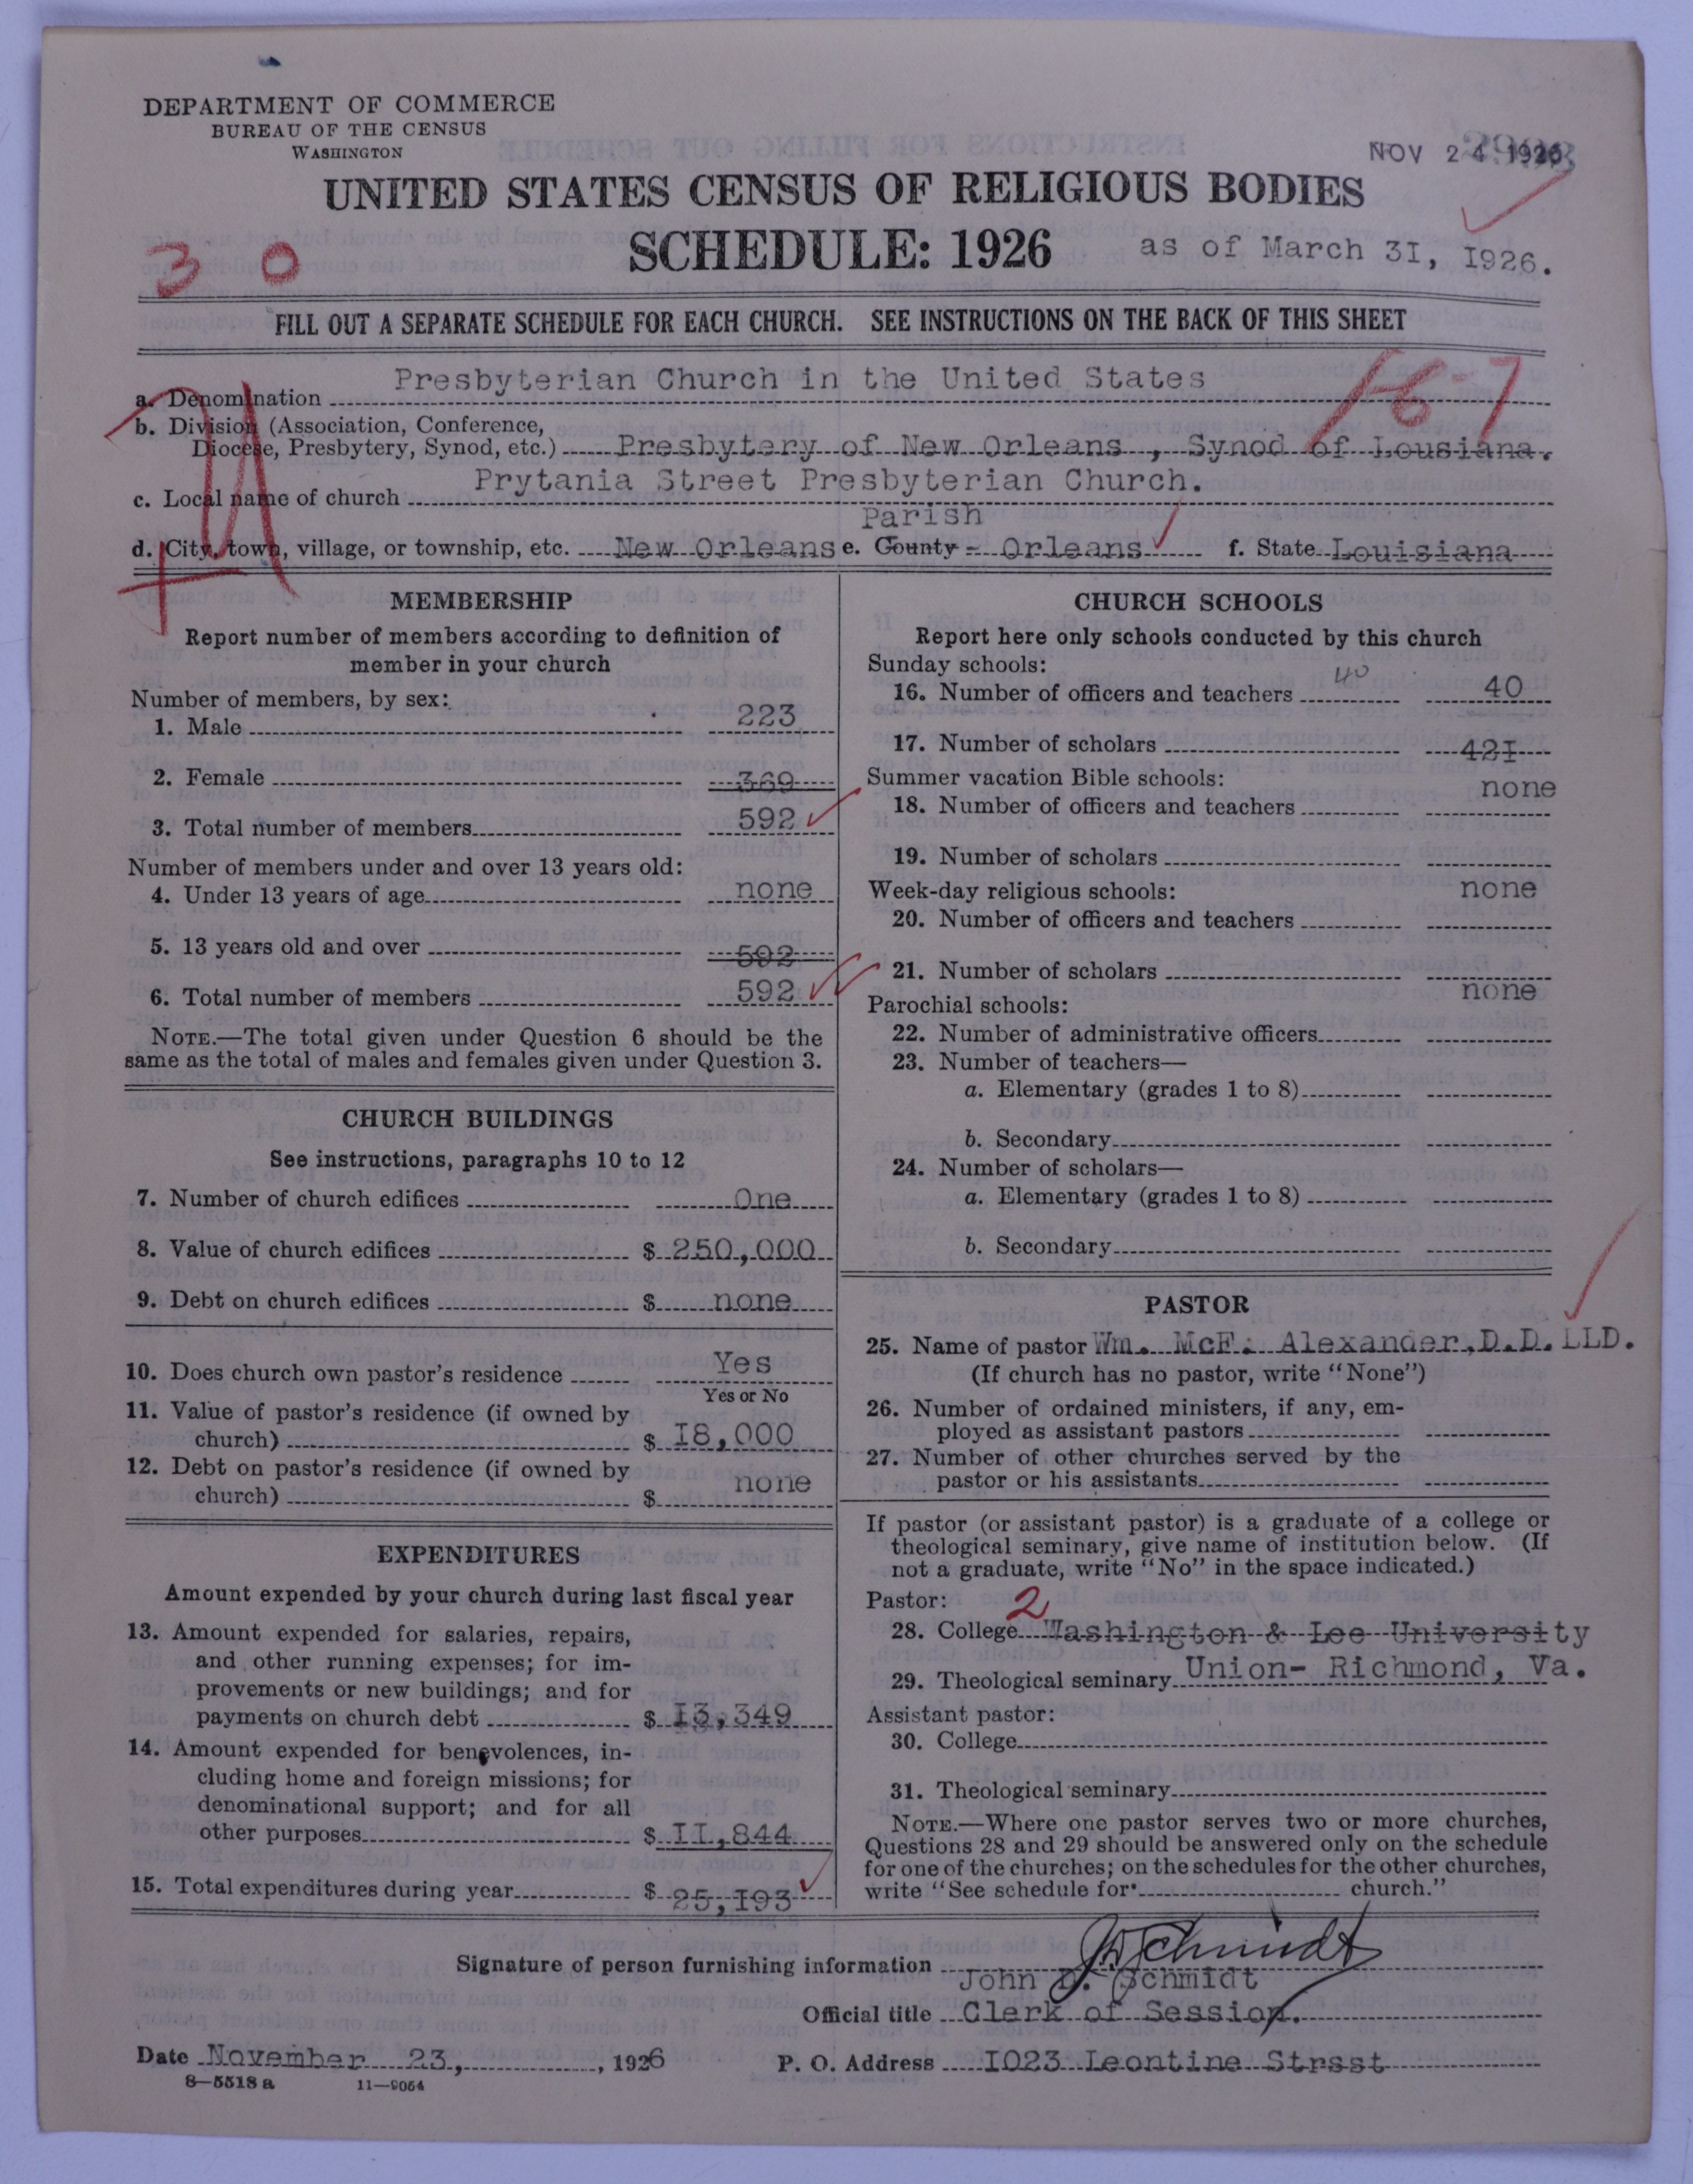 DEPARTMENT OF COMMERCE
BUREAU OF THE CENSUS
WASHINGTON
NOV 24 1926
UNITED STATES CENSUS OF RELIGIOUS BODIES
SCHEDULE: 1926 as of March 3I, I926.
3 0
FILL OUT A SEPARATE SCHEDULE FOR EACH CHURCH. SEE INSTRUCTIONS ON THE BACK OF THIS SHEET
16-7
a. Denomination Presbyterian Church in the United States
b. Division (Association, Conference,
Diocese, Presbytery, Synod, etc.) Presbytery of New Orleans , Synod of Lousiana.
c. Local name of church Prytania Street Presbyterian Church.
Parish
d. City, town, village, or township, etc. New Orleans e. County - Orleans f. State Louisiana
MEMBERSHIP
Report number of members according to definition of
member in your church
Number of members, by sex:
1. Male 223
2. Female 369
3. Total number of members 592
Number of members under and over 13 years old:
4. Under 13 years of age none
5. 13 years old and over 592
6. Total number of members 592
NOTE.—The total given under Question 6 should be the
same as the total of males and females given under Question 3.
CHURCH BUILDINGS
See instructions, paragraphs 10 to 12
7. Number of church edifices One
8. Value of church edifices $ 250,000
9. Debt on church edifices $ none
10. Does church own pastor's residence Yes
Yes or No
11. Value of pastor's residence (if owned by
church) $ I8,000
12. Debt on pastor's residence (if owned by
church) $ none
EXPENDITURES
Amount expended by your church during last fiscal year
13. Amount expended for salaries, repairs,
and other running expenses; for im-
provements or new buildings; and for
payments on church debt $ I3,349
14. Amount expended for benevolences, in-
cluding home and foreign missions; for
denominational support; and for all
other purposes $ II,844
15. Total expenditures during year $ 25,I93
CHURCH SCHOOLS
Report here only schools conducted by this church
Sunday schools:
40
16. Number of officers and teachers 40
17. Number of scholars 42I
Summer vacation Bible schools:
none
18. Number of officers and teachers
19. Number of scholars
Week-day religious schools: none
20. Number of officers and teachers
21. Number of scholars
none
Parochial schools:
22. Number of administrative officers
23. Number of teachers—
a. Elementary (grades 1 to 8)
b. Secondary
24. Number of scholars—
a. Elementary (grades 1 to 8)
b. Secondary
PASTOR
25. Name of pastor Wm. McF. Alexander,D.D. LLD.
(If church has no pastor, write "None")
26. Number of ordained ministers, if any, em-
ployed as assistant pastors
27. Number of other churches served by the
pastor or his assistants
If pastor (or assistant pastor) is a graduate of a college or
theological seminary, give name of institution below. (If
not a graduate, write "No" in the space indicated.)
Pastor: 2
28. College Washington & Lee University
29. Theological seminary Union- Richmond, Va.
Assistant pastor:
30. College
31. Theological seminary
NOTE.—Where one pastor serves two or more churches,
Questions 28 and 29 should be answered only on the schedule
for one of the churches; on the schedules for the other churches,
write "See schedule for church."
Signature of person furnishing information JDSchmidt
John D. Schmidt
Official title Clerk of Session.
Date November 23, , 1926 P. O. Address I023 Leontine Strsst
8—5518 a 11—9054